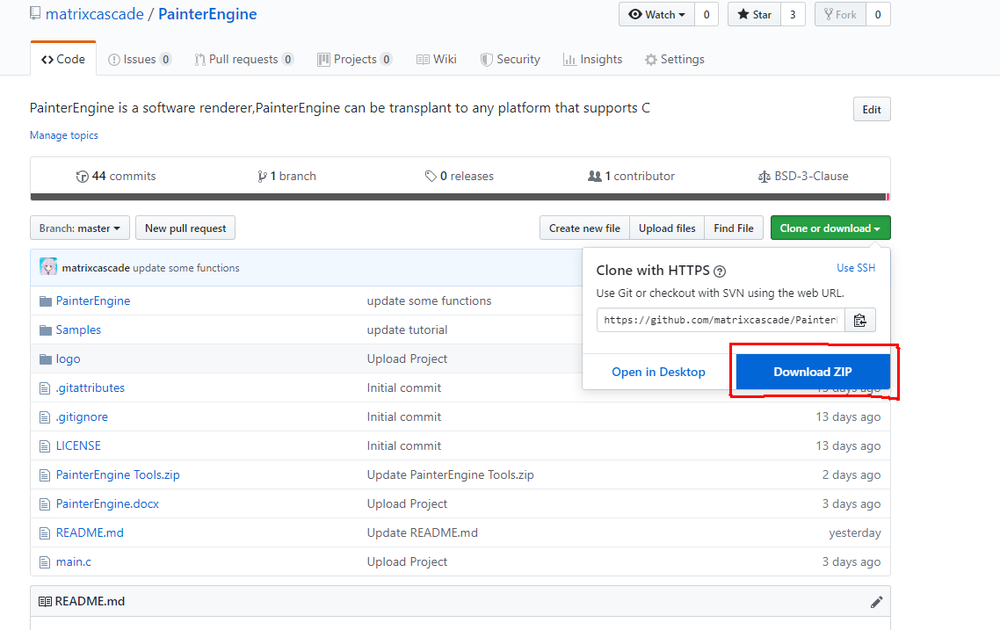 matrixcascade / PainterEngine
Watch 0 Star 3 Fork 0
Code Issues 0 Pull requests 0 Projects 0 Wiki Security Insights Settings
PainterEngine is a software renderer,PainterEngine can be transplant to any platform that supports C
Edit
Manage topics
44 commits 1 branch 0 releases 1 contributor BSD-3-Clause
Branch: master New pull request Create new file Upload files Find File Clone or download
matrixcascade update some functions
Clone with HTTPS ? Use SSH
Use Git or checkout with SVN using the web URL.
https://github.com/matrixcascade/Painter
Open in Desktop Download ZIP
PainterEngine update some functions
Samples update tutorial
logo Upload Project
.gitattributes Initial commit 13 days ago
.gitignore Initial commit 13 days ago
LICENSE Initial commit 13 days ago
PainterEngine Tools.zip Update PainterEngine Tools.zip 2 days ago
PainterEngine.docx Upload Project 3 days ago
README.md Update README.md yesterday
main.c Upload Project 3 days ago
README.md